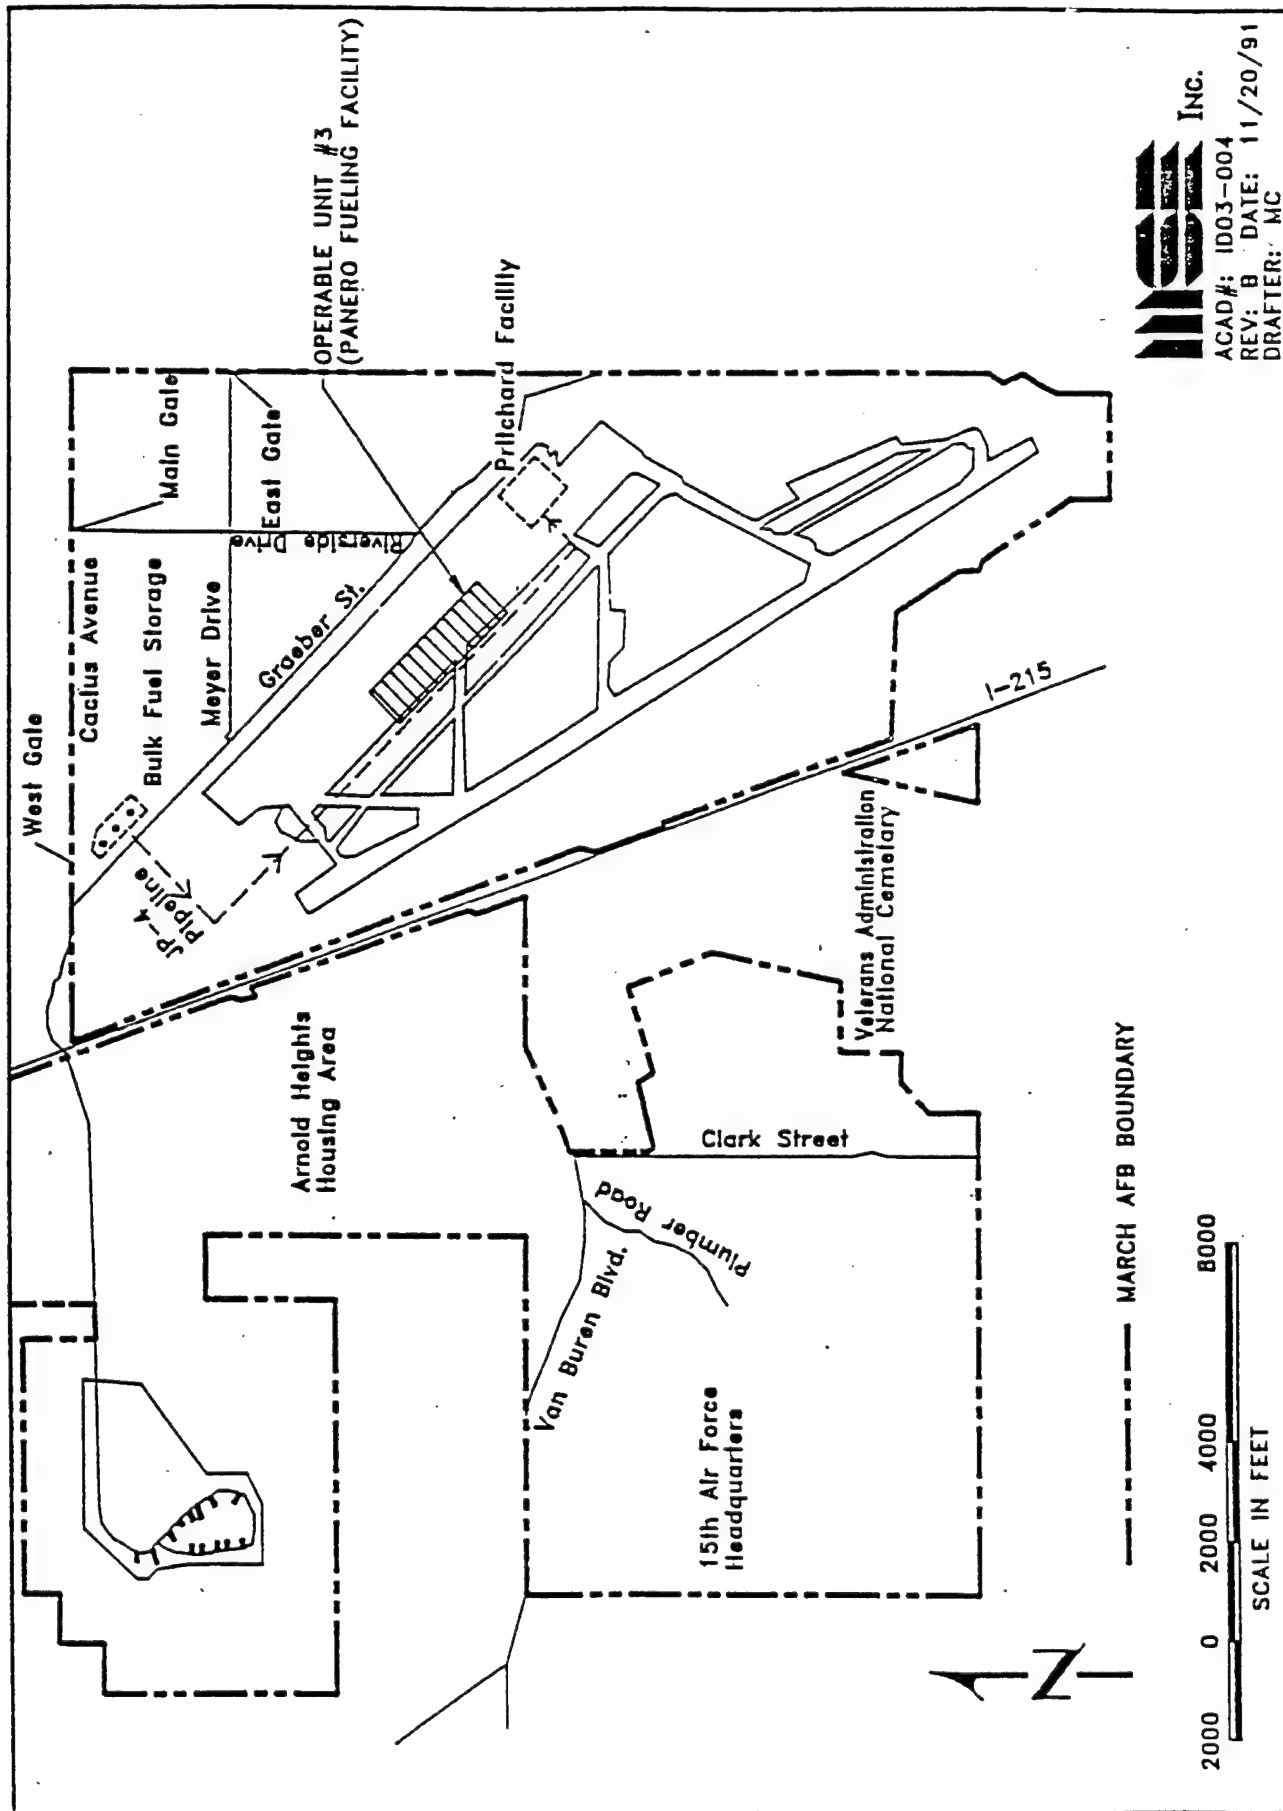 West Gate
Cactus Avenue
Main Gate
Bulk Fuel Storage
JP-4
Pipeline
Meyer Drive
East Gate
Riverside Drive
Graeber St.
OPERABLE UNIT #3
(PANERO FUELING FACILITY)
Pritchard Facility
Arnold Heights
Housing Area
I-215
Veterans Administration
National Cemetary
Clark Street
Plumber Road
Van Buren Blvd.
15th Air Force
Headquarters
N
MARCH AFB BOUNDARY
2000 0 2000 4000 8000
SCALE IN FEET
MSE INC.
ACAD#: ID03-004
REV: B DATE: 11/20/91
DRAFTER: MC